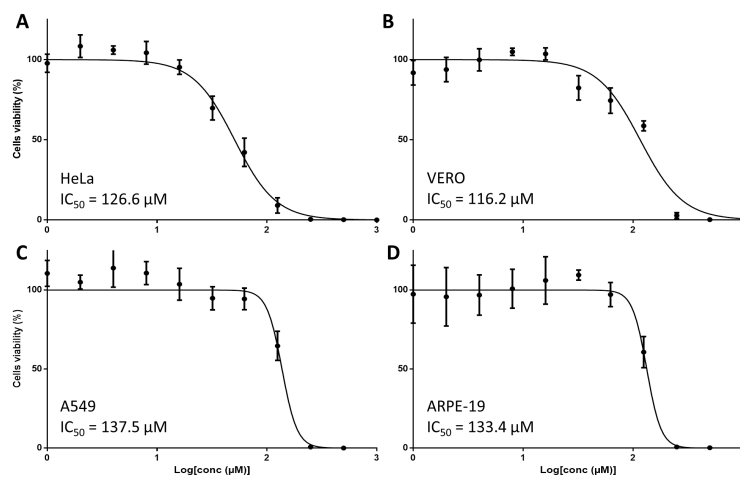 A
100
50
0
Cells viability (%)
HeLa
IC50 = 126.6 µM
0 1 2 3
B
100
50
0
VERO
IC50 = 116.2 µM
0 1 2
C
100
50
0
Cells viability (%)
A549
IC50 = 137.5 µM
0 1 2 3
Log[conc (µM)]
D
100
50
0
ARPE-19
IC50 = 133.4 µM
0 1 2
Log[conc (µM)]